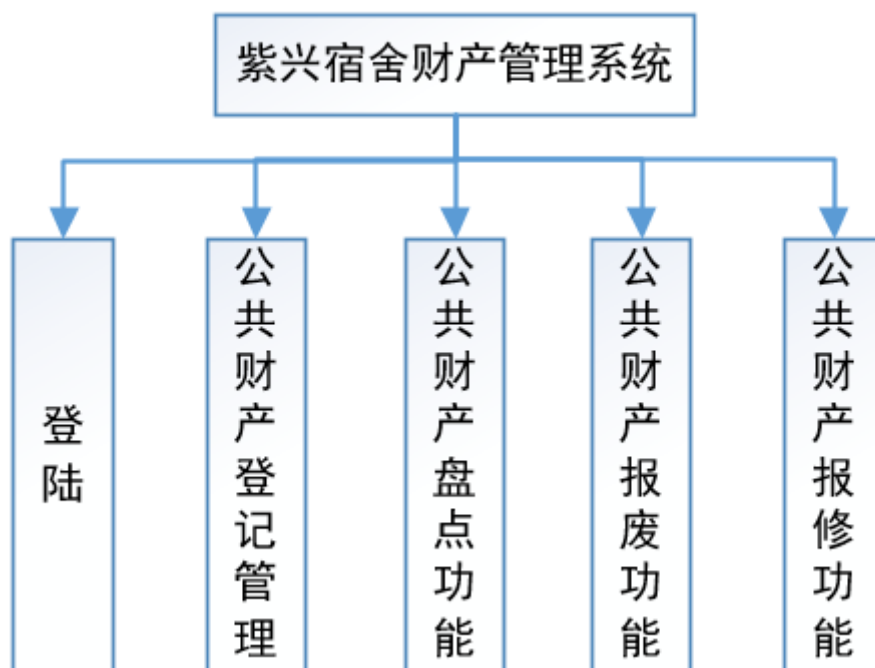 紫兴宿舍财产管理系统
登陆
公共财产登记管理
公共财产盘点功能
公共财产报废功能
公共财产报修功能